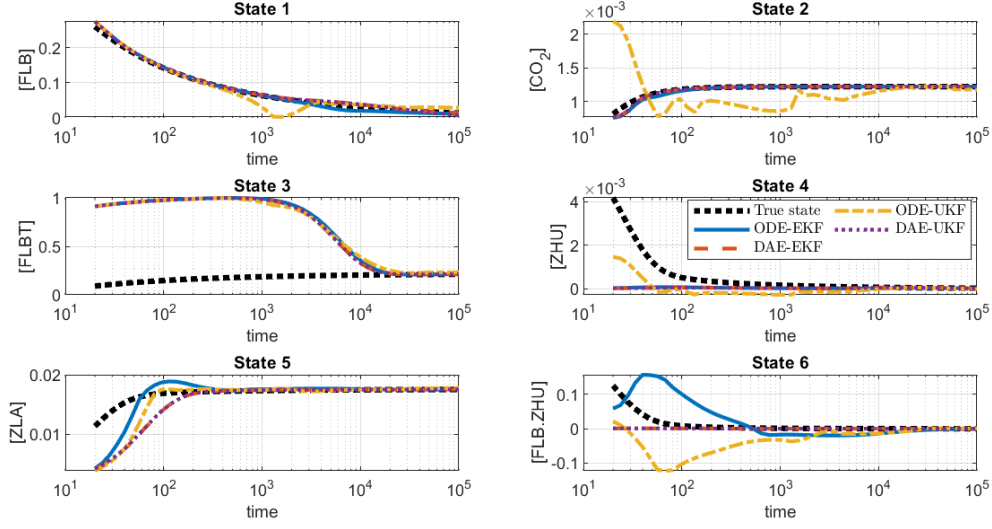 State 1
0.2
0.1
0
[FLB]
10^1
10^2
10^3
10^4
10^5
time
State 2
×10^-3
2
1.5
1
[CO_2]
10^1
10^2
10^3
10^4
10^5
time
State 3
1
0.5
0
[FLBT]
10^1
10^2
10^3
10^4
10^5
time
State 4
×10^-3
4
2
0
[ZHU]
True state
ODE-EKF
DAE-EKF
ODE-UKF
DAE-UKF
10^1
10^2
10^3
10^4
10^5
time
State 5
0.02
0.01
[ZLA]
10^1
10^2
10^3
10^4
10^5
time
State 6
0.1
0
-0.1
[FLB.ZHU]
10^1
10^2
10^3
10^4
10^5
time